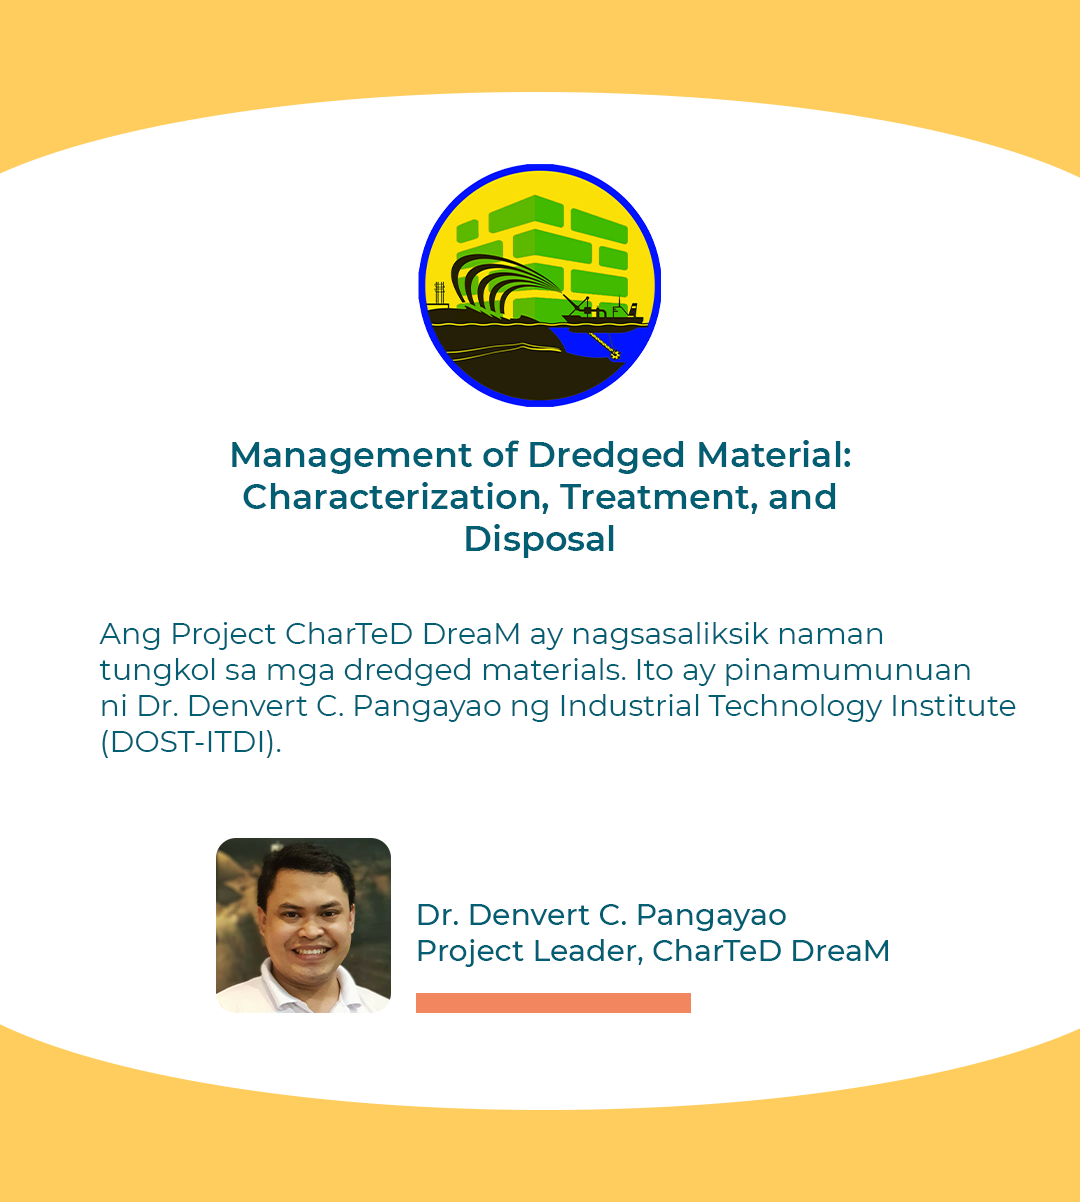 Management of Dredged Material:
Characterization, Treatment, and
Disposal
Ang Project CharTeD DreaM ay nagsasaliksik naman
tungkol sa mga dredged materials. Ito ay pinamumunuan
ni Dr. Denvert C. Pangayao ng Industrial Technology Institute
(DOST-ITDI).
Dr. Denvert C. Pangayao
Project Leader, CharTeD DreaM